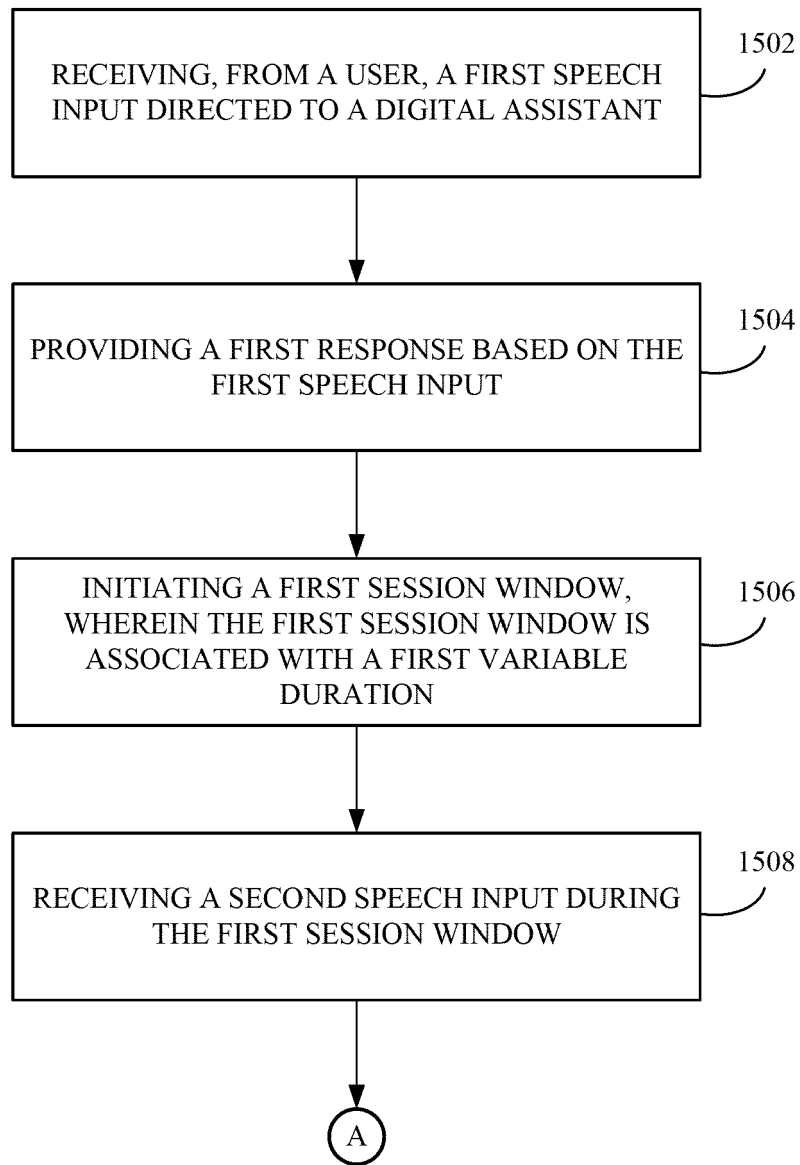 1502
RECEIVING, FROM A USER, A FIRST SPEECH
INPUT DIRECTED TO A DIGITAL ASSISTANT
1504
PROVIDING A FIRST RESPONSE BASED ON THE
FIRST SPEECH INPUT
1506
INITIATING A FIRST SESSION WINDOW,
WHEREIN THE FIRST SESSION WINDOW IS
ASSOCIATED WITH A FIRST VARIABLE
DURATION
1508
RECEIVING A SECOND SPEECH INPUT DURING
THE FIRST SESSION WINDOW
A